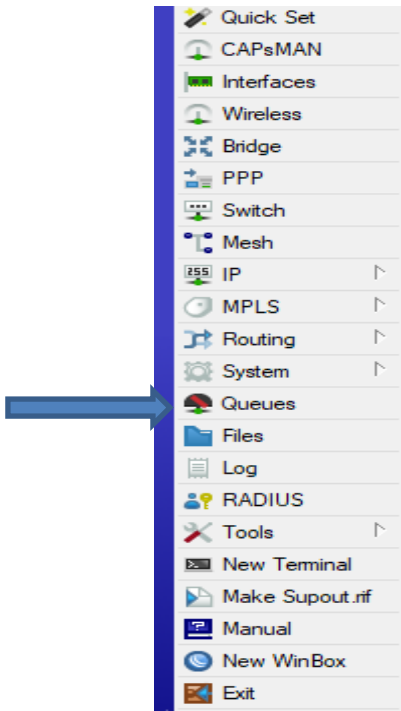 Quick Set
CAPsMAN
Interfaces
Wireless
Bridge
PPP
Switch
Mesh
255 IP
MPLS
Routing
System
Queues
Files
Log
RADIUS
Tools
New Terminal
Make Supout.rif
Manual
New WinBox
Exit